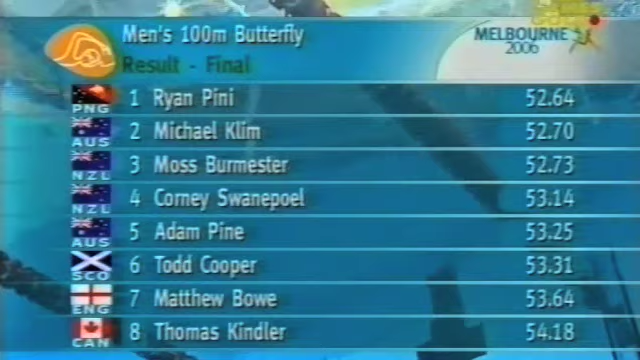 Men's 100m Butterfly
MELBOURNE
2006
Result - Final
PNG 1 Ryan Pini 52.64
AUS 2 Michael Klim 52.70
NZL 3 Moss Burmester 52.73
NZL 4 Corney Swanepoel 53.14
AUS 5 Adam Pine 53.25
SCO 6 Todd Cooper 53.31
ENG 7 Matthew Bowe 53.64
CAN 8 Thomas Kindler 54.18